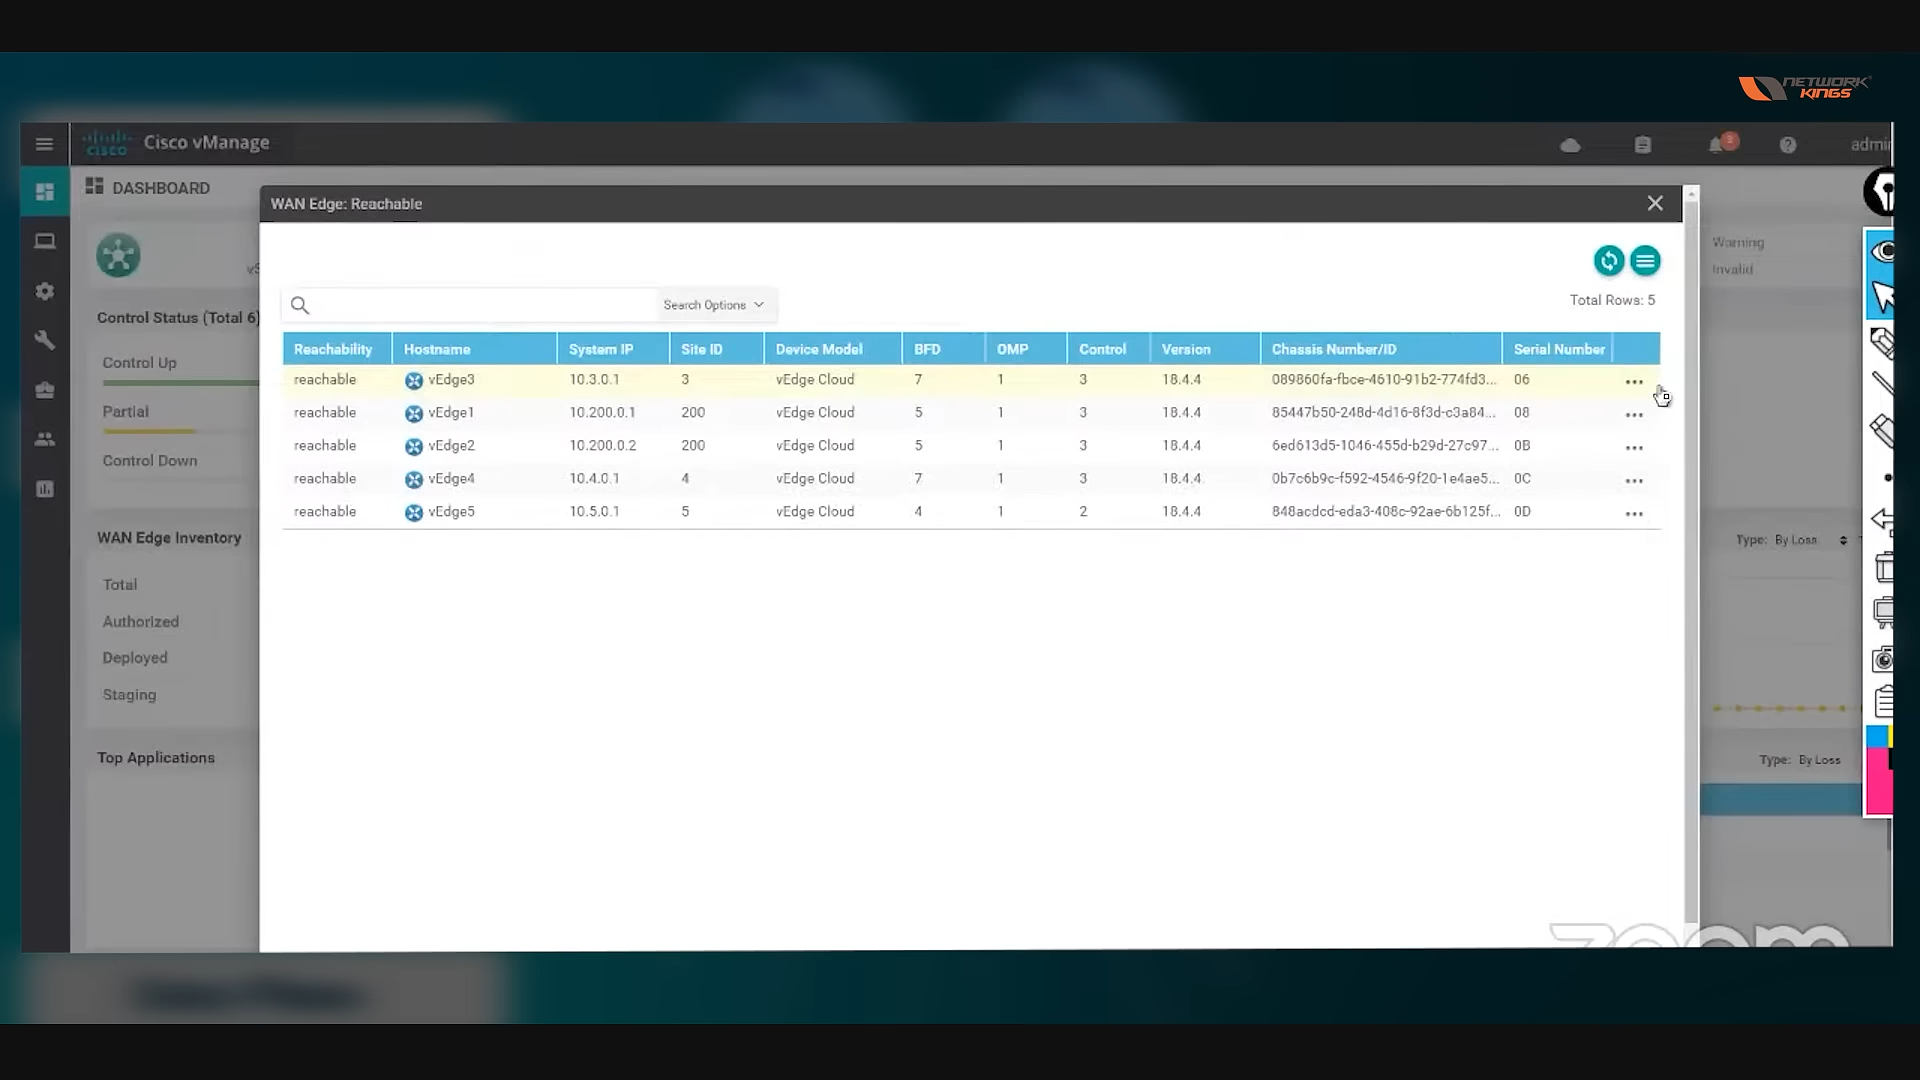 NETWORK
KINGS
cisco Cisco vManage
3
admin
DASHBOARD
WAN Edge: Reachable
Warning
Invalid
Control Status (Total 6)
Search Options
Total Rows: 5
Reachability Hostname System IP Site ID Device Model BFD OMP Control Version Chassis Number/ID Serial Number
reachable vEdge3 10.3.0.1 3 vEdge Cloud 7 1 3 18.4.4 089860fa-fbce-4610-91b2-774fd3... 06 ...
reachable vEdge1 10.200.0.1 200 vEdge Cloud 5 1 3 18.4.4 85447b50-248d-4d16-8f3d-c3a84... 08 ...
reachable vEdge2 10.200.0.2 200 vEdge Cloud 5 1 3 18.4.4 6ed613d5-1046-455d-b29d-27c97... 0B ...
reachable vEdge4 10.4.0.1 4 vEdge Cloud 7 1 3 18.4.4 0b7c6b9c-f592-4546-9f20-1e4ae5... 0C ...
reachable vEdge5 10.5.0.1 5 vEdge Cloud 4 1 2 18.4.4 848acdcd-eda3-408c-92ae-6b125f... 0D ...
Control Up
Partial
Control Down
WAN Edge Inventory
Type: By Loss
Total
Authorized
Deployed
Staging
Top Applications
Type: By Loss
zoom